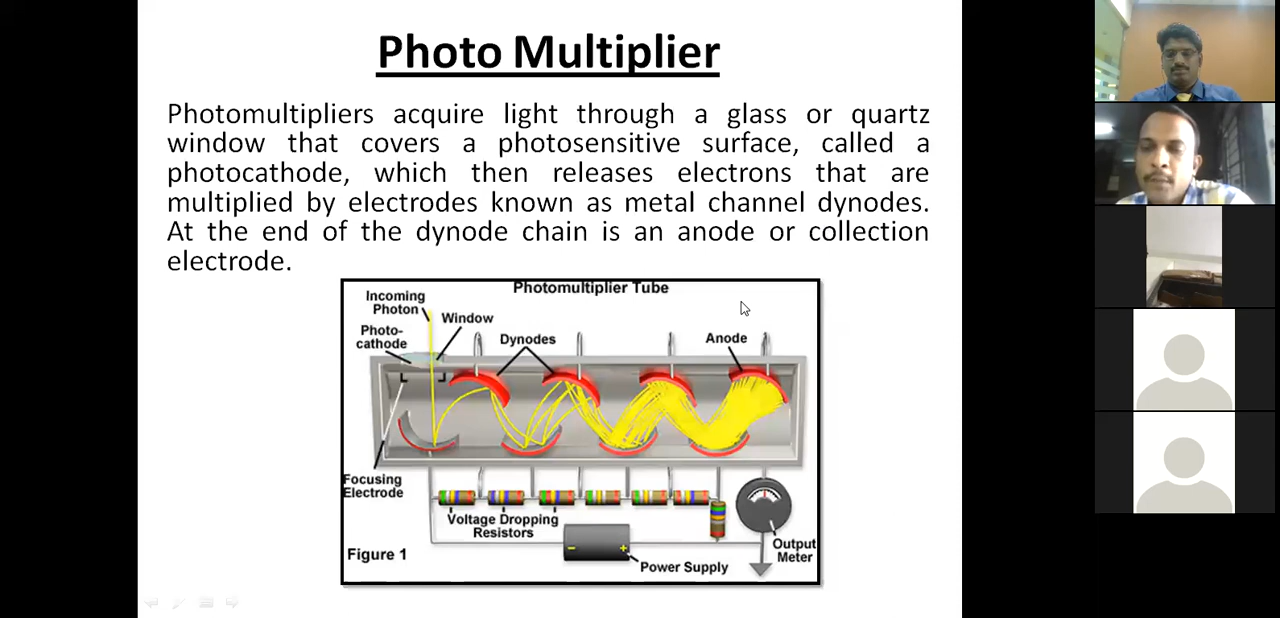 Photo Multiplier
Photomultipliers acquire light through a glass or quartz
window that covers a photosensitive surface, called a
photocathode, which then releases electrons that are
multiplied by electrodes known as metal channel dynodes.
At the end of the dynode chain is an anode or collection
electrode.
Photomultiplier Tube
Incoming
Photon
Window
Photo-
cathode
Dynodes
Anode
Focusing
Electrode
Voltage Dropping
Resistors
Figure 1
Power Supply
Output
Meter